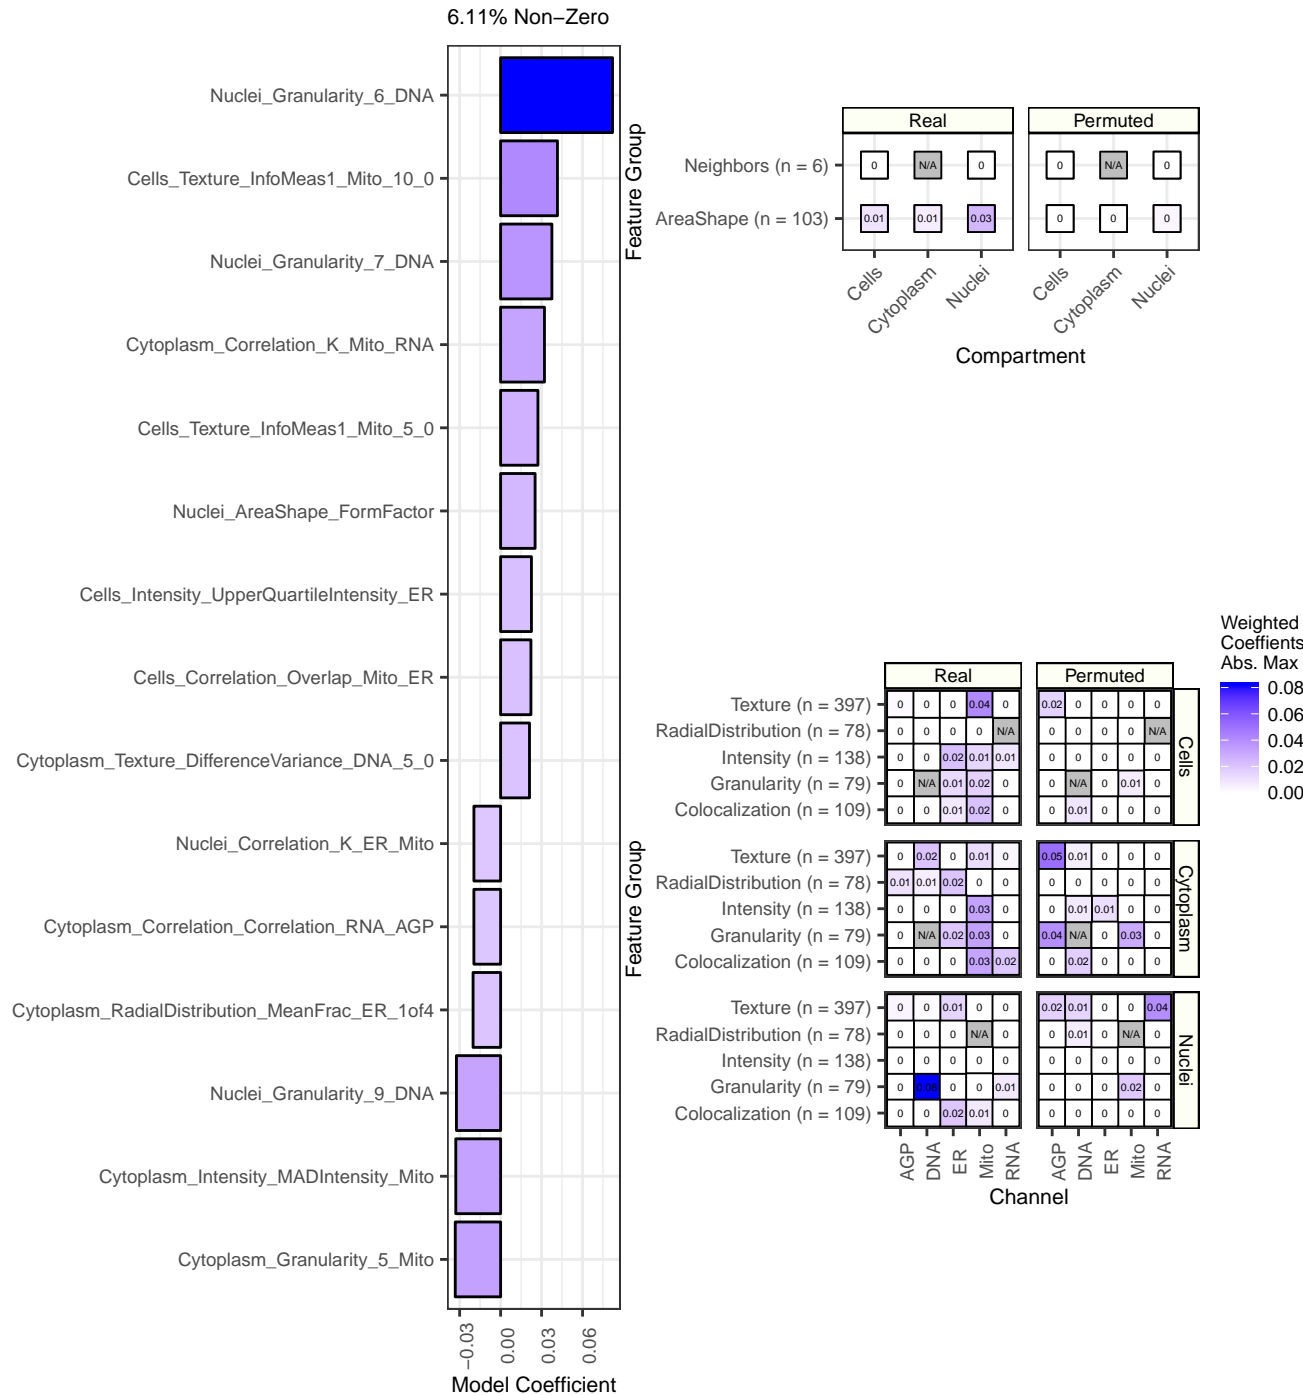 6.11% Non−Zero
Nuclei_Granularity_6_DNA
Cells_Texture_InfoMeas1_Mito_10_0
Nuclei_Granularity_7_DNA
Cytoplasm_Correlation_K_Mito_RNA
Cells_Texture_InfoMeas1_Mito_5_0
Nuclei_AreaShape_FormFactor
Cells_Intensity_UpperQuartileIntensity_ER
Cells_Correlation_Overlap_Mito_ER
Cytoplasm_Texture_DifferenceVariance_DNA_5_0
Nuclei_Correlation_K_ER_Mito
Cytoplasm_Correlation_Correlation_RNA_AGP
Cytoplasm_RadialDistribution_MeanFrac_ER_1of4
Nuclei_Granularity_9_DNA
Cytoplasm_Intensity_MADIntensity_Mito
Cytoplasm_Granularity_5_Mito
−0.03 0.00 0.03 0.06
Model Coefficient
Feature Group
Real Permuted
Neighbors (n = 6) 0 N/A 0 0 N/A 0
AreaShape (n = 103) 0.01 0.01 0.03 0 0 0
Cells Cytoplasm Nuclei Cells Cytoplasm Nuclei
Compartment
Feature Group
Real Permuted
Texture (n = 397) 0 0 0 0.04 0 0.02 0 0 0 0
RadialDistribution (n = 78) 0 0 0 0 N/A 0 0 0 0 N/A
Intensity (n = 138) 0 0 0.02 0.01 0.01 0 0 0 0 0
Granularity (n = 79) 0 N/A 0.01 0.02 0 0 N/A 0 0.01 0
Colocalization (n = 109) 0 0 0.01 0.02 0 0 0.01 0 0 0
Cells
Texture (n = 397) 0 0.02 0 0.01 0 0.05 0.01 0 0 0
RadialDistribution (n = 78) 0.01 0.01 0.02 0 0 0 0 0 0 0
Intensity (n = 138) 0 0 0 0.03 0 0 0.01 0.01 0 0
Granularity (n = 79) 0 N/A 0.02 0.03 0 0.04 N/A 0 0.03 0
Colocalization (n = 109) 0 0 0 0.03 0.02 0 0.02 0 0 0
Cytoplasm
Texture (n = 397) 0 0 0.01 0 0 0.02 0.01 0 0 0.04
RadialDistribution (n = 78) 0 0 0 N/A 0 0 0.01 0 N/A 0
Intensity (n = 138) 0 0 0 0 0 0 0 0 0 0
Granularity (n = 79) 0 0.08 0 0 0.01 0 0 0 0.02 0
Colocalization (n = 109) 0 0 0.02 0.01 0 0 0 0 0 0
Nuclei
AGP DNA ER Mito RNA AGP DNA ER Mito RNA
Channel
Weighted
Coeffients
Abs. Max
0.08
0.06
0.04
0.02
0.00